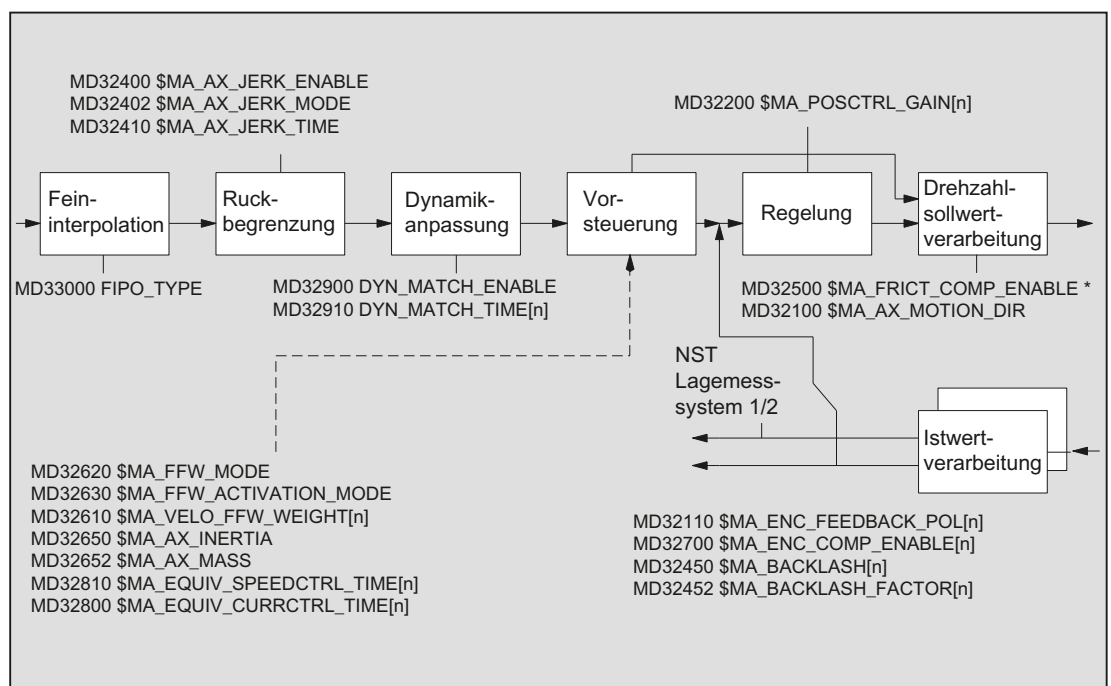 MD32400 $MA_AX_JERK_ENABLE
MD32402 $MA_AX_JERK_MODE
MD32410 $MA_AX_JERK_TIME
MD32200 $MA_POSCTRL_GAIN[n]
Fein-
interpolation
Ruck-
begrenzung
Dynamik-
anpassung
Vor-
steuerung
Regelung
Drehzahl-
sollwert-
verarbeitung
MD33000 FIPO_TYPE
MD32900 DYN_MATCH_ENABLE
MD32910 DYN_MATCH_TIME[n]
MD32500 $MA_FRICT_COMP_ENABLE *
MD32100 $MA_AX_MOTION_DIR
NST
Lagemess-
system 1/2
Istwert-
verarbeitung
MD32620 $MA_FFW_MODE
MD32630 $MA_FFW_ACTIVATION_MODE
MD32610 $MA_VELO_FFW_WEIGHT[n]
MD32650 $MA_AX_INERTIA
MD32652 $MA_AX_MASS
MD32810 $MA_EQUIV_SPEEDCTRL_TIME[n]
MD32800 $MA_EQUIV_CURRCTRL_TIME[n]
MD32110 $MA_ENC_FEEDBACK_POL[n]
MD32700 $MA_ENC_COMP_ENABLE[n]
MD32450 $MA_BACKLASH[n]
MD32452 $MA_BACKLASH_FACTOR[n]